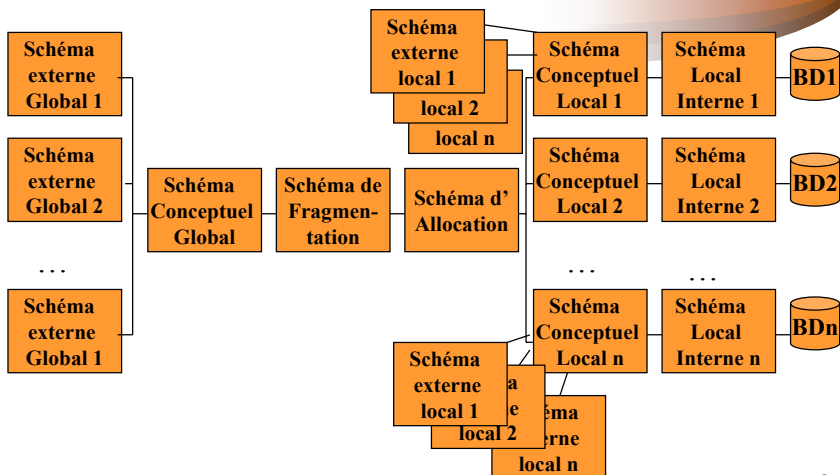 Schéma
externe
Global 1
Schéma
externe
Global 2
. . .
Schéma
externe
Global 1
Schéma
Conceptuel
Global
Schéma de
Fragmen-
tation
Schéma d’
Allocation
Schéma
externe
local 1
local 2
local n
Schéma
Conceptuel
Local 1
Schéma
Local
Interne 1
BD1
Schéma
Conceptuel
Local 2
Schéma
Local
Interne 2
BD2
. . .
. . .
Schéma
Conceptuel
Local n
Schéma
Local
Interne n
BDn
Schéma
externe
local 1
a
e
local 2
éma
erne
local n